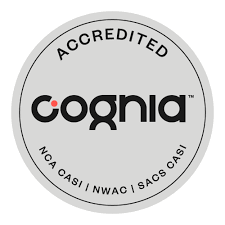 ACCREDITED
cognia™
NCA CASI | NWAC | SACS CASI